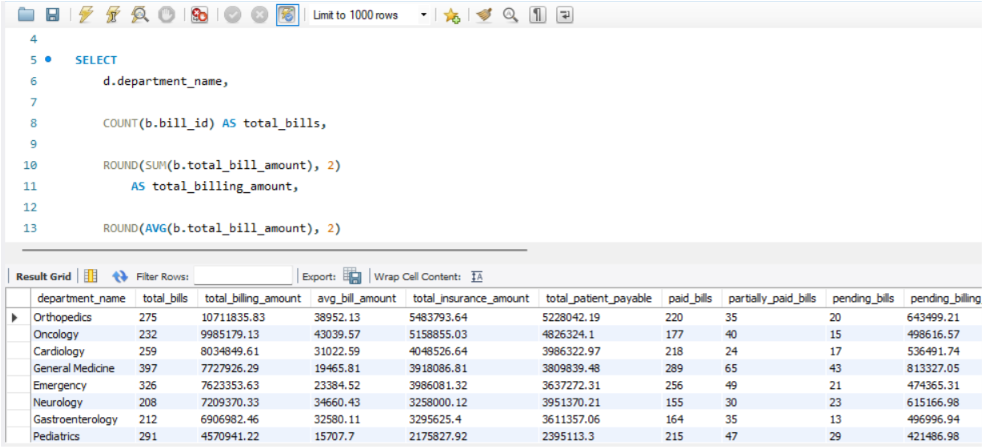 Limit to 1000 rows
4
5 SELECT
6 d.department_name,
7
8 COUNT(b.bill_id) AS total_bills,
9
10 ROUND(SUM(b.total_bill_amount), 2)
11 AS total_billing_amount,
12
13 ROUND(AVG(b.total_bill_amount), 2)
Result Grid Filter Rows: Export: Wrap Cell Content: IA
department_name total_bills total_billing_amount avg_bill_amount total_insurance_amount total_patient_payable paid_bills partially_paid_bills pending_bills pending_billing
Orthopedics 275 10711835.83 38952.13 5483793.64 5228042.19 220 35 20 643499.21
Oncology 232 9985179.13 43039.57 5158855.03 4826324.1 177 40 15 498616.57
Cardiology 259 8034849.61 31022.59 4048526.64 3986322.97 218 24 17 536491.74
General Medicine 397 7727926.29 19465.81 3918086.81 3809839.48 289 65 43 813327.05
Emergency 326 7623353.63 23384.52 3986081.32 3637272.31 256 49 21 474365.31
Neurology 208 7209370.33 34660.43 3258000.12 3951370.21 155 30 23 615166.98
Gastroenterology 212 6906982.46 32580.11 3295625.4 3611357.06 164 35 13 496996.94
Pediatrics 291 4570941.22 15707.7 2175827.92 2395113.3 215 47 29 421486.98